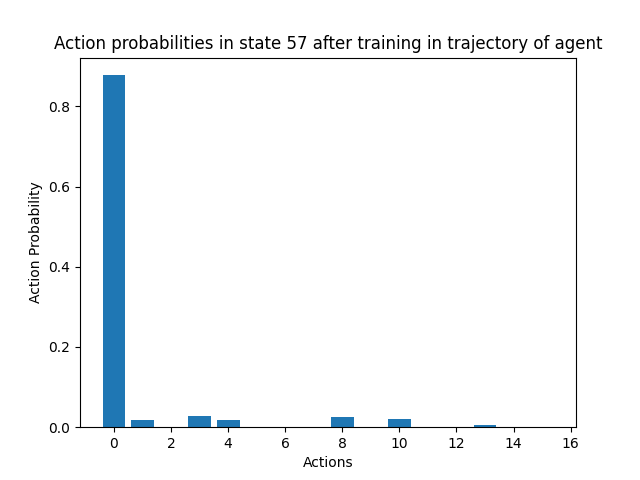 Action probabilities in state 57 after training in trajectory of agent
0.8
0.6
0.4
0.2
0.0
Action Probability
0 2 4 6 8 10 12 14 16
Actions